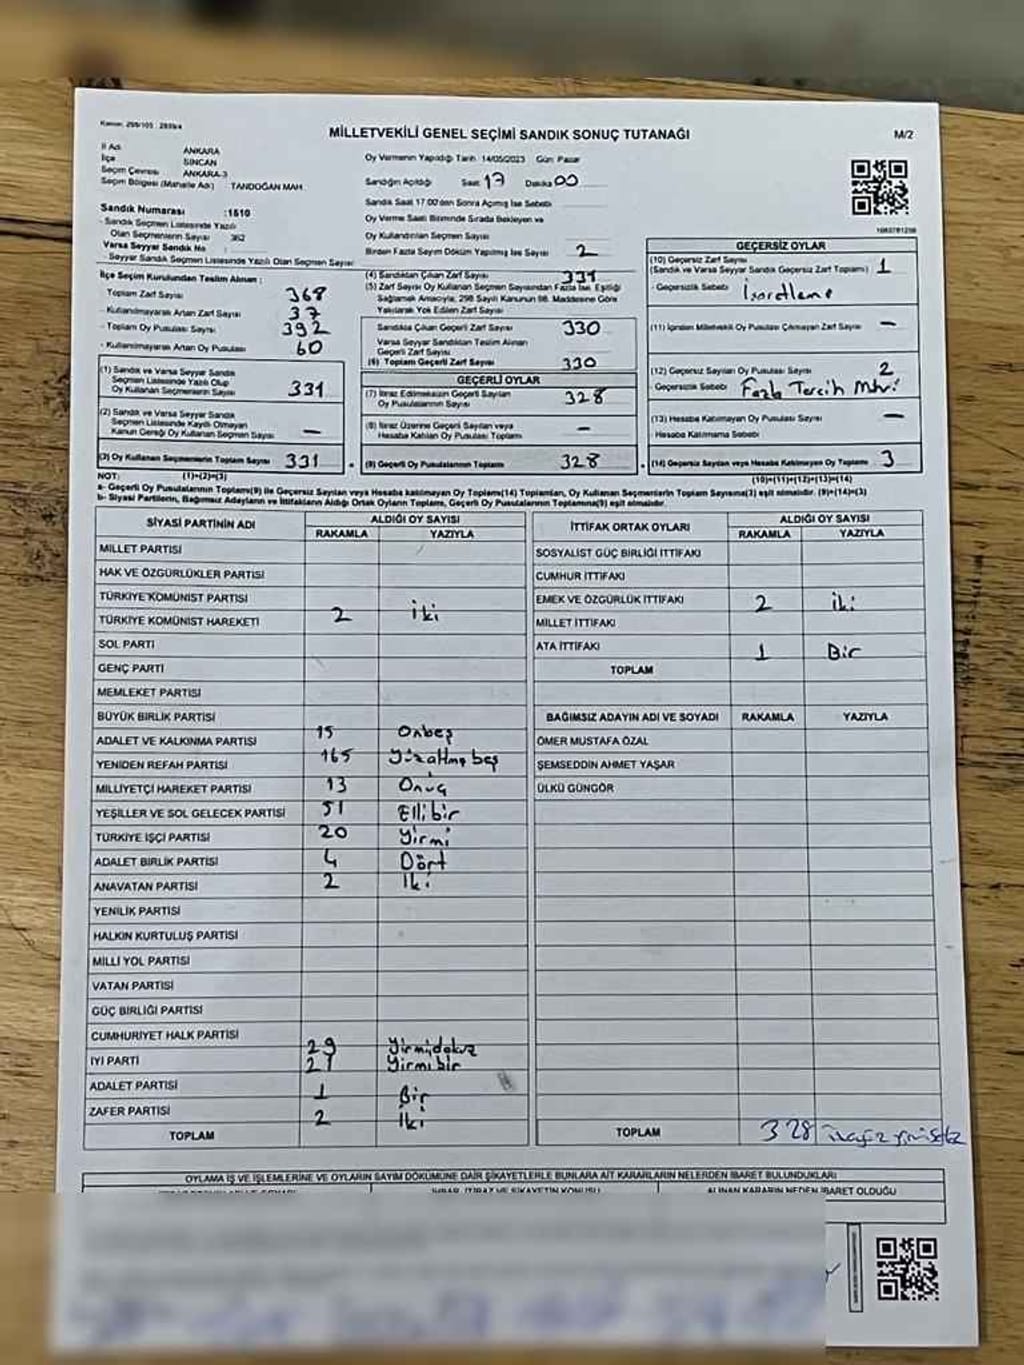 MİLLETVEKİLİ GENEL SEÇİMİ SANDIK SONUÇ TUTANAĞI
M/2
İl Adı ANKARA
İlçe SİNCAN
Seçim Çevresi ANKARA-3
Seçim Bölgesi (Mahalle Adı) TANDOĞAN MAH.
Sandık Numarası :1510
- Sandık Seçmen Listesinde Yazılı
Olan Seçmenlerin Sayısı 362
Varsa Seyyar Sandık No :
- Seyyar Sandık Seçmen Listesinde Yazılı Olan Seçmen Sayısı
Oy Vermenin Yapıldığı Tarih 14/05/2023 Gün Pazar
Sandığın Açıldığı Saat 17 Dakika 00
Sandık Saat 17:00'den Sonra Açılmış İse Sebebi
Oy Verme Saati Bitiminde Sırada Bekleyen ve
Oy Kullandırılan Seçmen Sayısı
Birden Fazla Sayım Döküm Yapılmış İse Sayısı 2
İlçe Seçim Kurulundan Teslim Alınan :
Toplam Zarf Sayısı 368
- Kullanılmayarak Artan Zarf Sayısı 37
- Toplam Oy Pusulası Sayısı 392
- Kullanılmayarak Artan Oy Pusulası 60
(1) Sandık ve Varsa Seyyar Sandık
Seçmen Listesinde Yazılı Olup
Oy Kullanan Seçmenlerin Sayısı 331
(2) Sandık ve Varsa Seyyar Sandık
Seçmen Listesinde Kayıtlı Olmayan
Kanun Gereği Oy Kullanan Seçmen Sayısı —
(3) Oy Kullanan Seçmenlerin Toplam Sayısı 331
(1)+(2)=(3)
(4) Sandıktan Çıkan Zarf Sayısı 331
(5) Zarf Sayısı Oy Kullanan Seçmen Sayısından Fazla İse, Eşitliği
Sağlamak Amacıyla, 298 Sayılı Kanunun 98. Maddesine Göre
Yakılarak Yok Edilen Zarf Sayısı
Sandıkta Çıkan Geçerli Zarf Sayısı 330
Varsa Seyyar Sandıktan Teslim Alınan
Geçerli Zarf Sayısı
(6) Toplam Geçerli Zarf Sayısı 330
GEÇERLİ OYLAR
(7) İtiraz Edilmeksizin Geçerli Sayılan
Oy Pusulalarının Sayısı 328
(8) İtiraz Üzerine Geçerli Sayılan veya
Hesaba Katılan Oy Pusulası Toplamı —
(9) Geçerli Oy Pusulalarının Toplamı 328
GEÇERSİZ OYLAR
(10) Geçersiz Zarf Sayısı
(Sandık ve Varsa Seyyar Sandık Geçersiz Zarf Toplamı) 1
- Geçersizlik Sebebi İşaretleme
(11) İçinden Milletvekili Oy Pusulası Çıkmayan Zarf Sayısı —
(12) Geçersiz Sayılan Oy Pusulası Sayısı 2
- Geçersizlik Sebebi Fazla Tercih
(13) Hesaba Katılmayan Oy Pusulası Sayısı —
- Hesaba Katılmama Sebebi
(14) Geçersiz Sayılan veya Hesaba Katılmayan Oy Toplamı 3
(10)+(11)+(12)+(13)=(14)
NOT:
a- Geçerli Oy Pusulalarının Toplamı(9) ile Geçersiz Sayılan veya Hesaba katılmayan Oy Toplamı(14) Toplamları, Oy Kullanan Seçmenlerin Toplam Sayısına(3) eşit olmalıdır. (9)+(14)=(3)
b- Siyasi Partilerin, Bağımsız Adayların ve İttifakların Aldığı Oyların Toplamı, Geçerli Oy Pusulalarının Toplamına(9) eşit olmalıdır.
SİYASİ PARTİNİN ADI ALDIĞI OY SAYISI
RAKAMLA YAZIYLA
MİLLET PARTİSİ
HAK VE ÖZGÜRLÜKLER PARTİSİ
TÜRKİYE KOMÜNİST PARTİSİ
TÜRKİYE KOMÜNİST HAREKETİ 2 iki
SOL PARTİ
GENÇ PARTİ
MEMLEKET PARTİSİ
BÜYÜK BİRLİK PARTİSİ
ADALET VE KALKINMA PARTİSİ 15 Onbeş
YENİDEN REFAH PARTİSİ 165 Yüzatmışbeş
MİLLİYETÇİ HAREKET PARTİSİ 13 Onüç
YEŞİLLER VE SOL GELECEK PARTİSİ 51 Ellibir
TÜRKİYE İŞÇİ PARTİSİ 20 Yirmi
ADALET BİRLİK PARTİSİ 4 Dört
ANAVATAN PARTİSİ 2 İki
YENİLİK PARTİSİ
HALKIN KURTULUŞ PARTİSİ
MİLLİ YOL PARTİSİ
VATAN PARTİSİ
GÜÇ BİRLİĞİ PARTİSİ
CUMHURİYET HALK PARTİSİ
29 Yirmidokuz
İYİ PARTİ 21 Yirmibir
ADALET PARTİSİ 1 Bir
ZAFER PARTİSİ 2 İki
TOPLAM
İTTİFAK ORTAK OYLARI ALDIĞI OY SAYISI
RAKAMLA YAZIYLA
SOSYALİST GÜÇ BİRLİĞİ İTTİFAKI
CUMHUR İTTİFAKI
EMEK VE ÖZGÜRLÜK İTTİFAKI 2 iki
MİLLET İTTİFAKI
ATA İTTİFAKI 1 Bir
TOPLAM
BAĞIMSIZ ADAYIN ADI VE SOYADI RAKAMLA YAZIYLA
ÖMER MUSTAFA ÖZAL
ŞEMSEDDİN AHMET YAŞAR
ÜLKÜ GÜNGÖR
TOPLAM 328
OYLAMA İŞ VE İŞLEMLERİNE VE OYLARIN SAYIM DÖKÜMÜNE DAİR ŞİKAYETLERLE BUNLARA AİT KARARLARIN NELERDEN İBARET BULUNDUKLARI
İHBAR, İTİRAZ VE ŞİKAYETİN KONUSU
ALINAN KARARIN NEDEN İBARET OLDUĞU